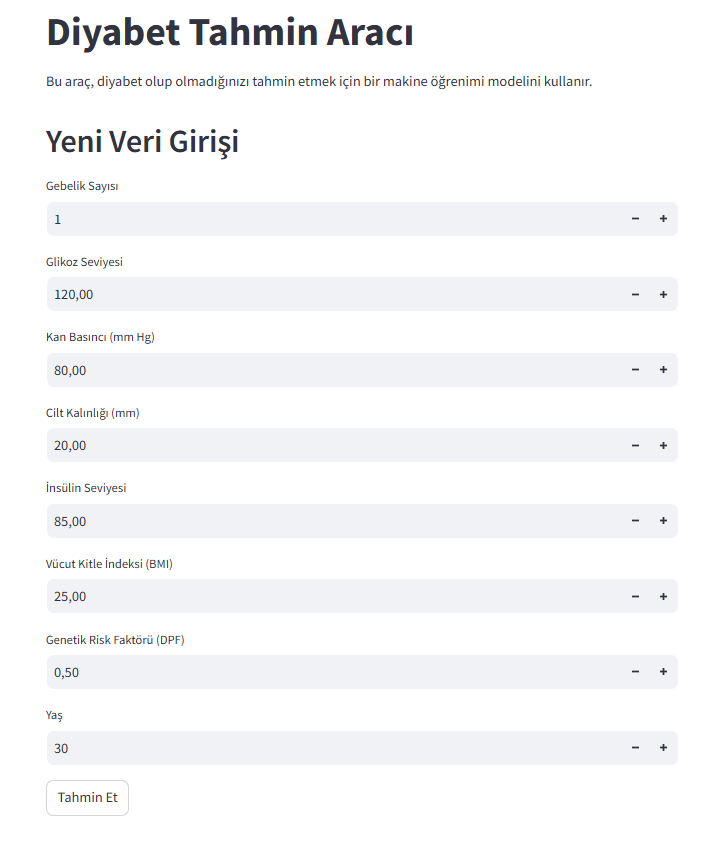 Diyabet Tahmin Aracı
Bu araç, diyabet olup olmadığınızı tahmin etmek için bir makine öğrenimi modelini kullanır.
Yeni Veri Girişi
Gebelik Sayısı
1
Glikoz Seviyesi
120,00
Kan Basıncı (mm Hg)
80,00
Cilt Kalınlığı (mm)
20,00
İnsülin Seviyesi
85,00
Vücut Kitle İndeksi (BMI)
25,00
Genetik Risk Faktörü (DPF)
0,50
Yaş
30
Tahmin Et